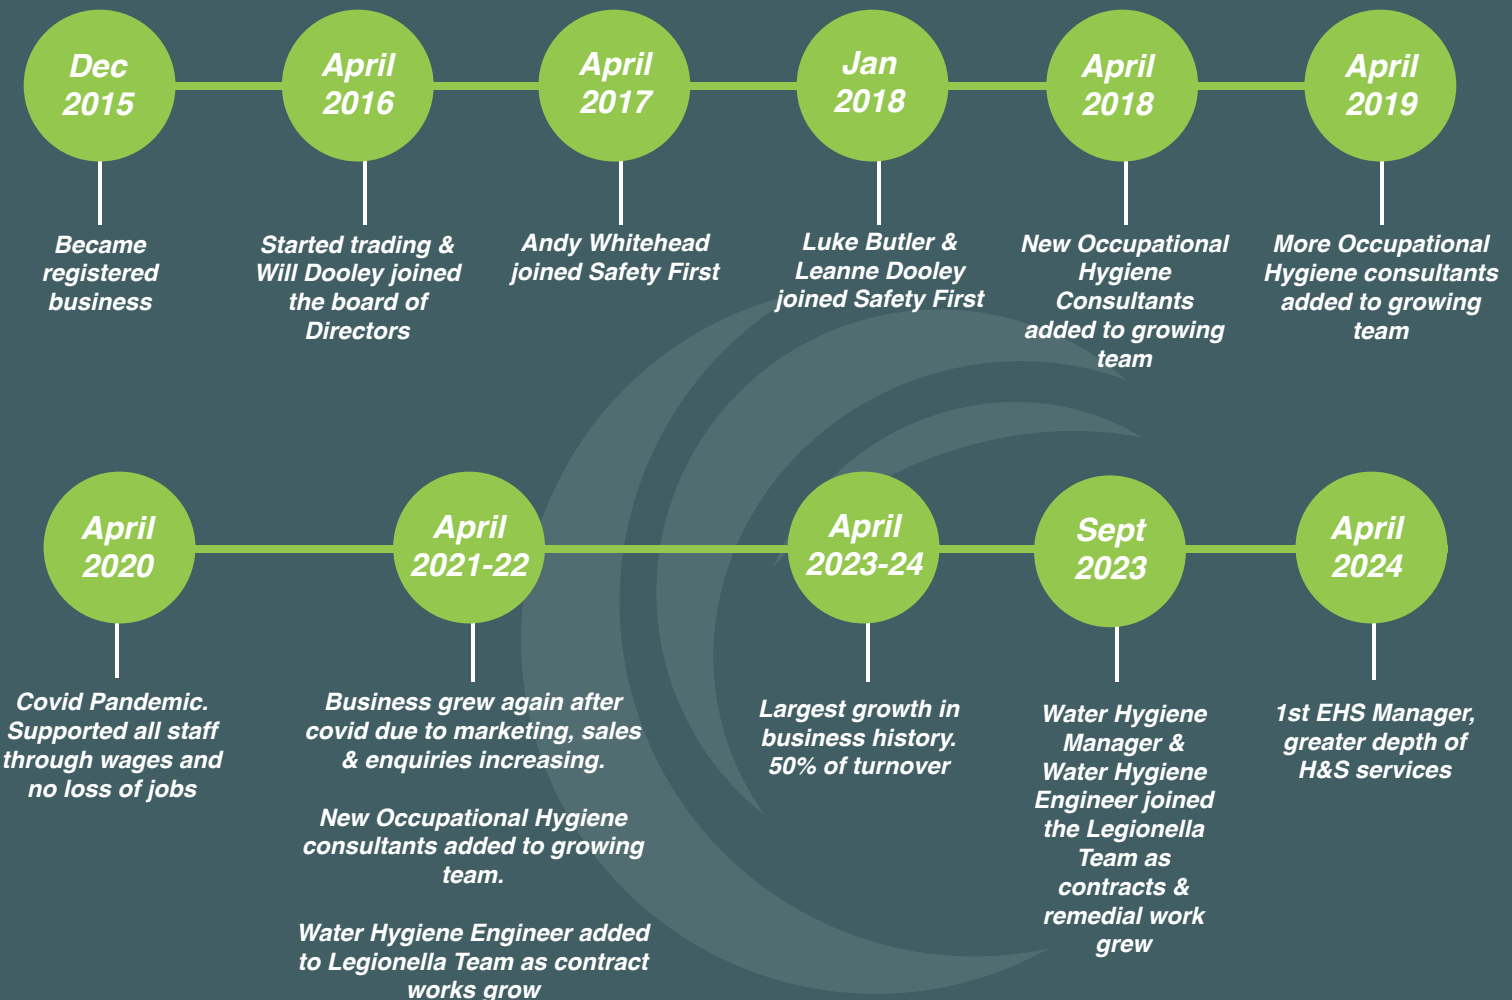 Dec
2015
April
2016
April
2017
Jan
2018
April
2018
April
2019
Became
registered
business
Started trading &
Will Dooley joined
the board of
Directors
Andy Whitehead
joined Safety First
Luke Butler &
Leanne Dooley
joined Safety First
New Occupational
Hygiene
Consultants
added to growing
team
More Occupational
Hygiene consultants
added to growing
team
April
2020
April
2021-22
April
2023-24
Sept
2023
April
2024
Covid Pandemic.
Supported all staff
through wages and
no loss of jobs
Business grew again after
covid due to marketing, sales
& enquiries increasing.
New Occupational Hygiene
consultants added to growing
team.
Water Hygiene Engineer added
to Legionella Team as contract
works grow
Largest growth in
business history.
50% of turnover
Water Hygiene
Manager &
Water Hygiene
Engineer joined
the Legionella
Team as
contracts &
remedial work
grew
1st EHS Manager,
greater depth of
H&S services